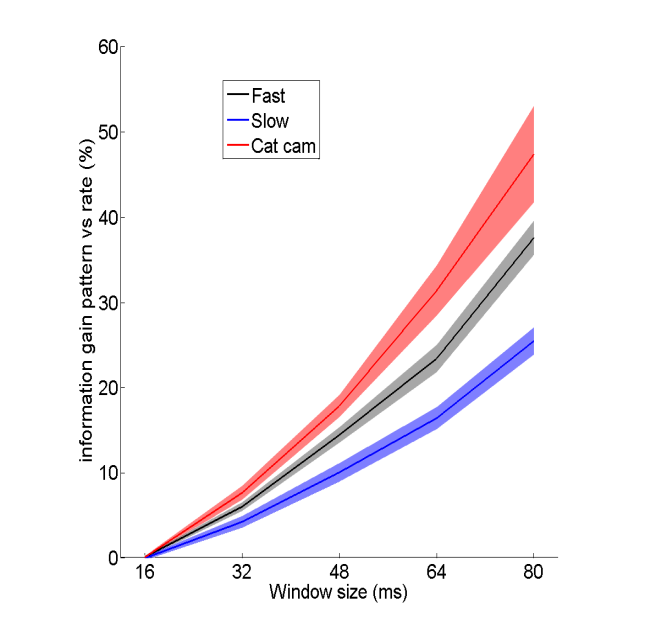 60
50
40
30
20
10
0
information gain pattern vs rate (%)
Fast
Slow
Cat cam
16 32 48 64 80
Window size (ms)